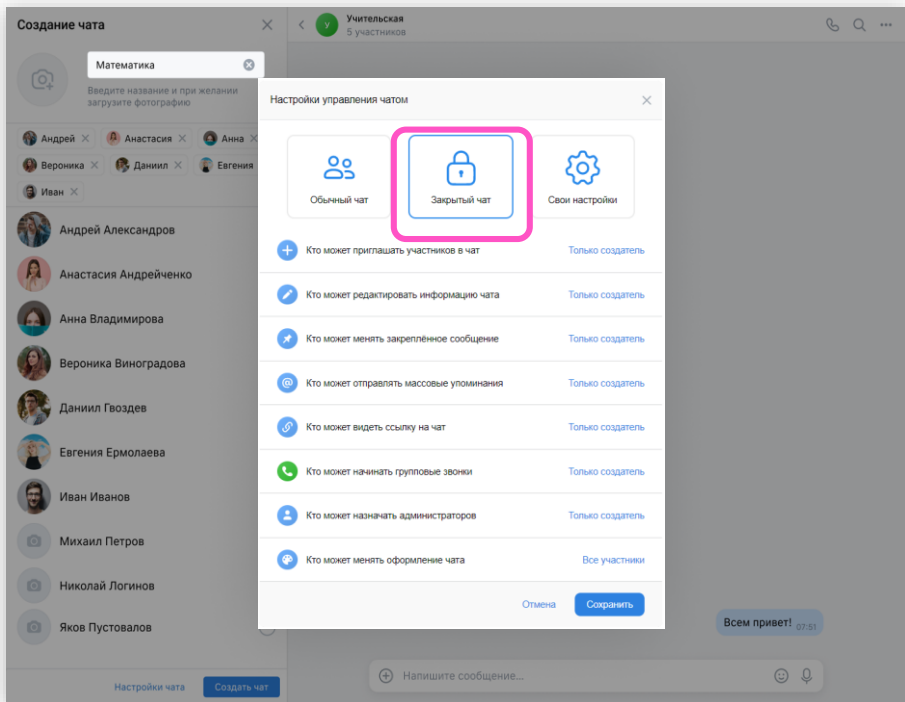 Создание чата
Учительская
5 участников
Математика
Введите название и при желании
загрузите фотографию
Андрей
Анастасия
Анна
Вероника
Даниил
Евгения
Иван
Андрей Александров
Анастасия Андрейченко
Анна Владимирова
Вероника Виноградова
Даниил Гвоздев
Евгения Ермолаева
Иван Иванов
Михаил Петров
Николай Логинов
Яков Пустовалов
Настройки чата
Создать чат
Настройки управления чатом
Обычный чат
Закрытый чат
Свои настройки
Кто может приглашать участников в чат Только создатель
Кто может редактировать информацию чата Только создатель
Кто может менять закреплённое сообщение Только создатель
Кто может отправлять массовые упоминания Только создатель
Кто может видеть ссылку на чат Только создатель
Кто может начинать групповые звонки Только создатель
Кто может назначать администраторов Только создатель
Кто может менять оформление чата Все участники
Отмена
Сохранить
Всем привет! 07:51
Напишите сообщение...
У